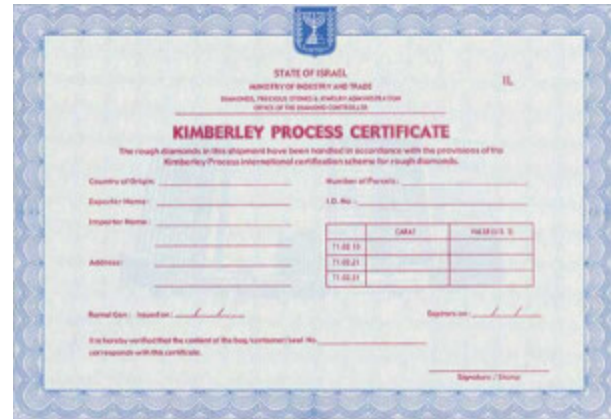 STATE OF ISRAEL
MINISTRY OF INDUSTRY AND TRADE
DIAMONDS, PRECIOUS STONES & JEWELRY ADMINISTRATION
OFFICE OF THE DIAMOND CONTROLLER
IL
KIMBERLEY PROCESS CERTIFICATE
The rough diamonds in this shipment have been handled in accordance with the provisions of the
Kimberley Process international certification scheme for rough diamonds.
Country of Origin:
Number of Parcels:
Exporter Name:
I.D. No.:
Importer Name:
CARAT
VALUE (U.S. $)
71.02.10
Address:
71.02.21
71.02.31
Ramat Gan: Issued on: / /
Expires on: / /
It is hereby verified that the content of the bag/container/seal No.
corresponds with this certificate.
Signature / Stamp